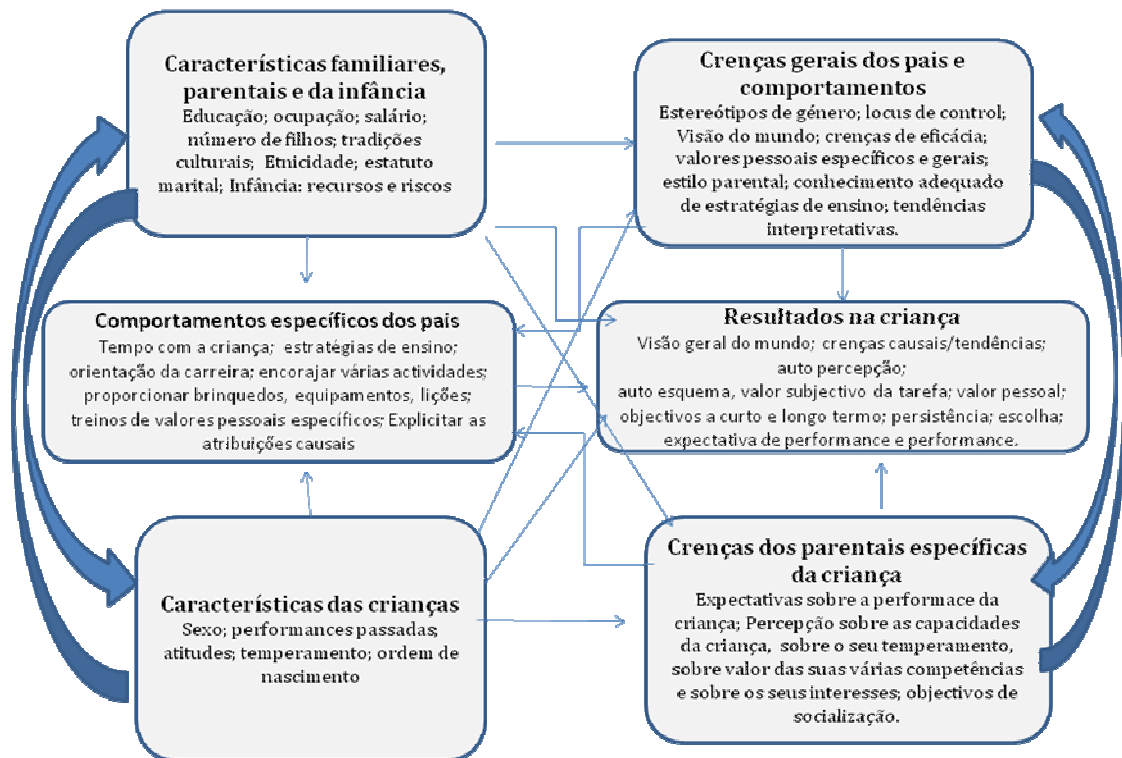 Características familiares,
parentais e da infância
Educação; ocupação; salário;
número de filhos; tradições
culturais; Etnicidade; estatuto
marital; Infância: recursos e riscos
Crenças gerais dos pais e
comportamentos
Estereótipos de género; locus de control;
Visão do mundo; crenças de eficácia;
valores pessoais específicos e gerais;
estilo parental; conhecimento adequado
de estratégias de ensino; tendências
interpretativas.
Comportamentos específicos dos pais
Tempo com a criança; estratégias de ensino;
orientação da carreira; encorajar várias actividades;
proporcionar brinquedos, equipamentos, lições;
treinos de valores pessoais específicos; Explicitar as
atribuições causais
Resultados na criança
Visão geral do mundo; crenças causais/tendências;
auto percepção;
auto esquema, valor subjectivo da tarefa; valor pessoal;
objectivos a curto e longo termo; persistência; escolha;
expectativa de performance e performance.
Características das crianças
Sexo; performances passadas;
atitudes; temperamento; ordem de
nascimento
Crenças dos parentais específicas
da criança
Expectativas sobre a performace da
criança; Percepção sobre as capacidades
da criança, sobre o seu temperamento,
sobre valor das suas várias competências
e sobre os seus interesses; objectivos de
socialização.